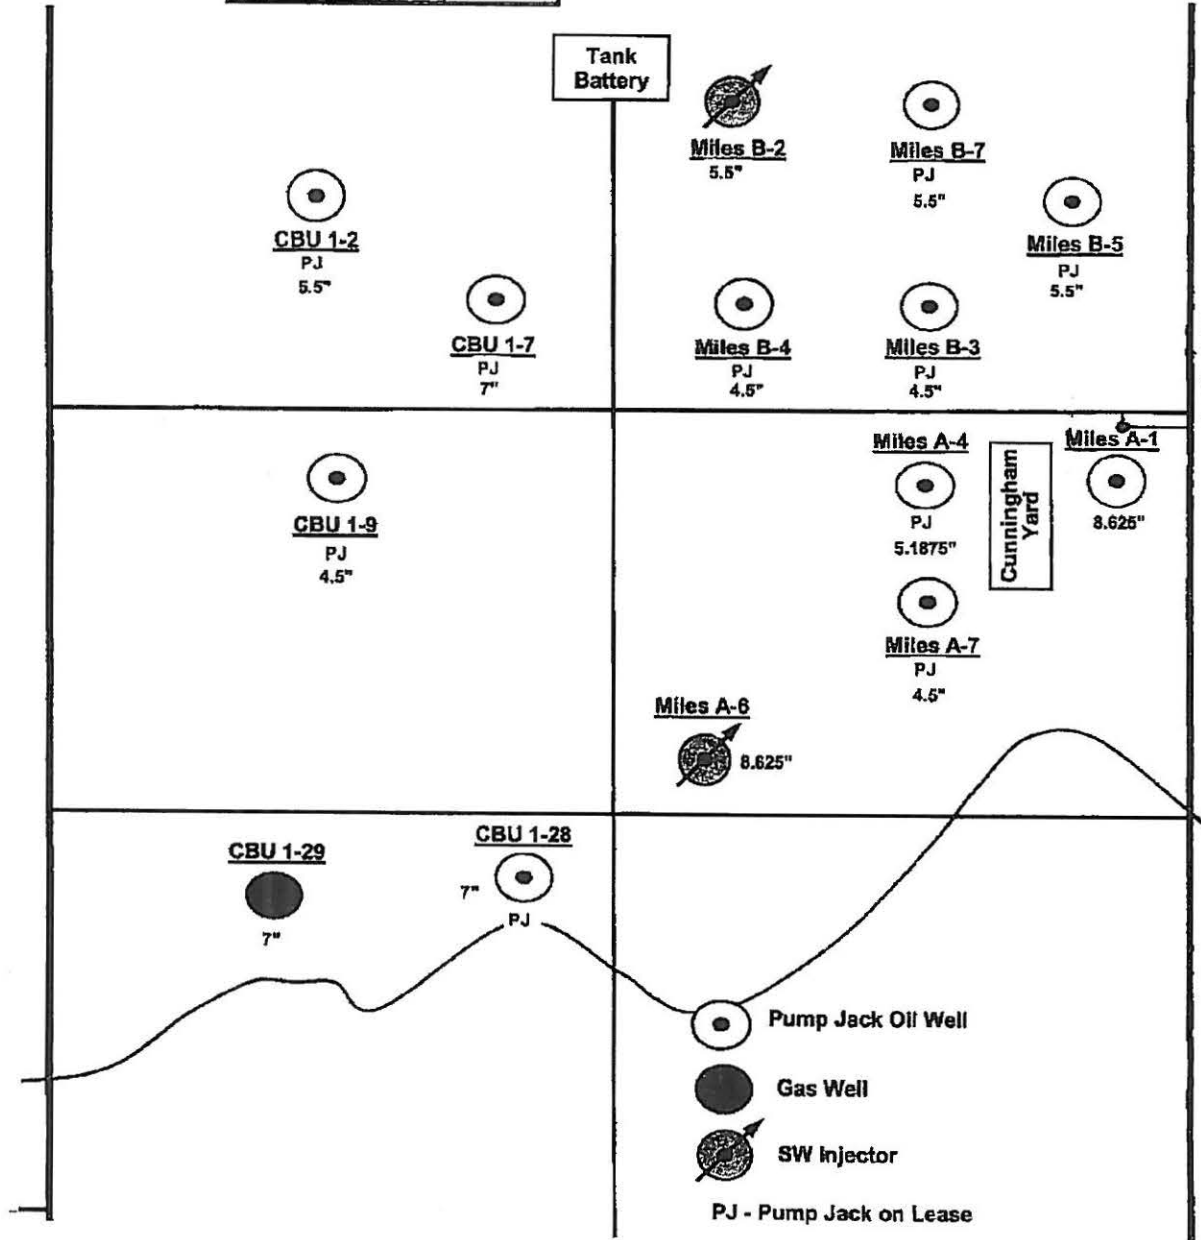 Tank
Battery
Miles B-2
5.5"
Miles B-7
PJ
5.5"
CBU 1-2
PJ
5.5"
Miles B-5
PJ
5.5"
CBU 1-7
PJ
7"
Miles B-4
PJ
4.5"
Miles B-3
PJ
4.5"
CBU 1-9
PJ
4.5"
Miles A-4
PJ
5.1875"
Cunningham
Yard
Miles A-1
8.625"
Miles A-7
PJ
4.5"
Miles A-6
8.625"
CBU 1-29
7"
CBU 1-28
7"
PJ
Pump Jack Oil Well
Gas Well
SW Injector
PJ - Pump Jack on Lease